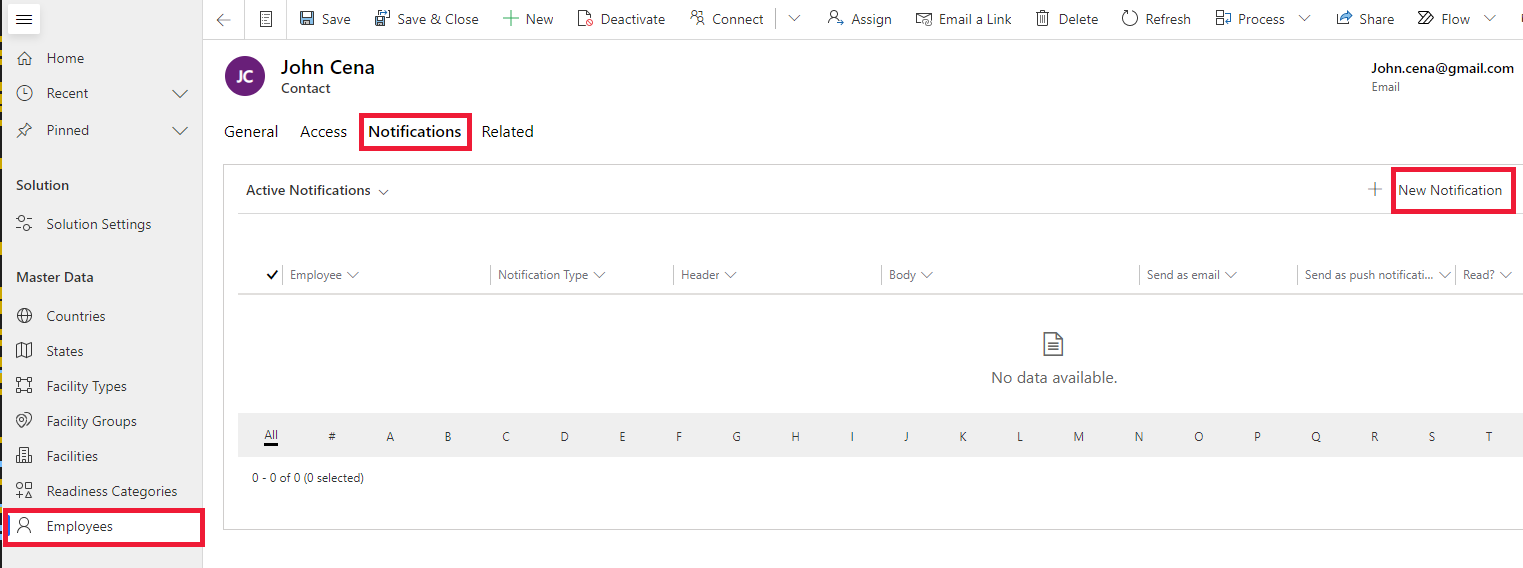 Save Save & Close New Deactivate Connect Assign Email a Link Delete Refresh Process Share Flow
Home
Recent
Pinned
Solution
Solution Settings
Master Data
Countries
States
Facility Types
Facility Groups
Facilities
Readiness Categories
Employees
JC
John Cena
Contact
John.cena@gmail.com
Email
General Access Notifications Related
Active Notifications
New Notification
Employee Notification Type Header Body Send as email Send as push notificati... Read?
No data available.
All # A B C D E F G H I J K L M N O P Q R S T
0 - 0 of 0 (0 selected)